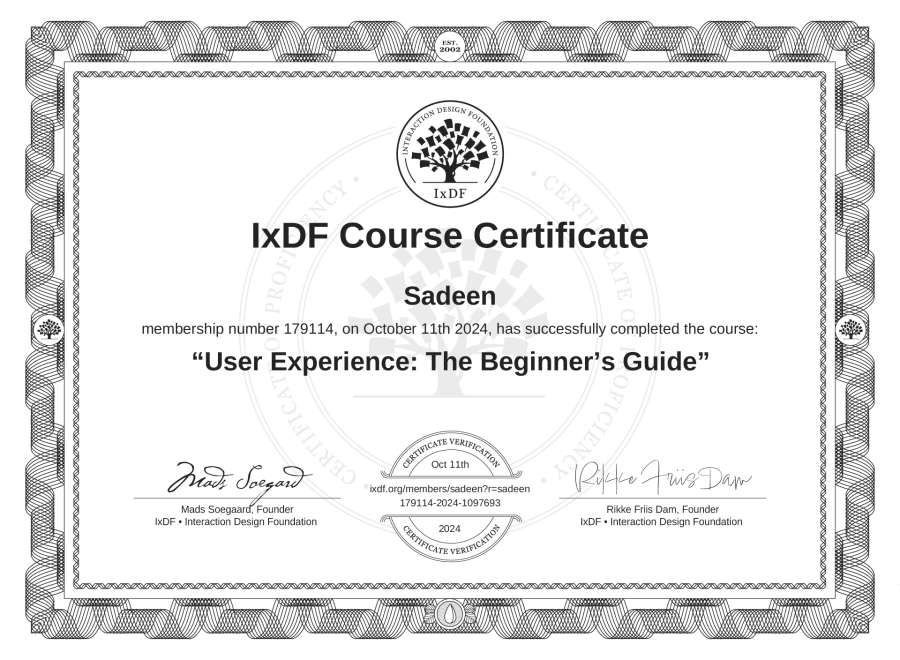 EST.
2002
INTERACTION DESIGN FOUNDATION
IxDF
CERTIFICATE OF PROFICIENCY • CERTIFICATE OF PROFICIENCY •
IxDF Course Certificate
Sadeen
membership number 179114, on October 11th 2024, has successfully completed the course:
“User Experience: The Beginner’s Guide”
Mads Soegaard
Mads Soegaard, Founder
IxDF • Interaction Design Foundation
CERTIFICATE VERIFICATION
Oct 11th
ixdf.org/members/sadeen?r=sadeen
179114-2024-1097693
2024
CERTIFICATE VERIFICATION
Rikke Friis Dam
Rikke Friis Dam, Founder
IxDF • Interaction Design Foundation